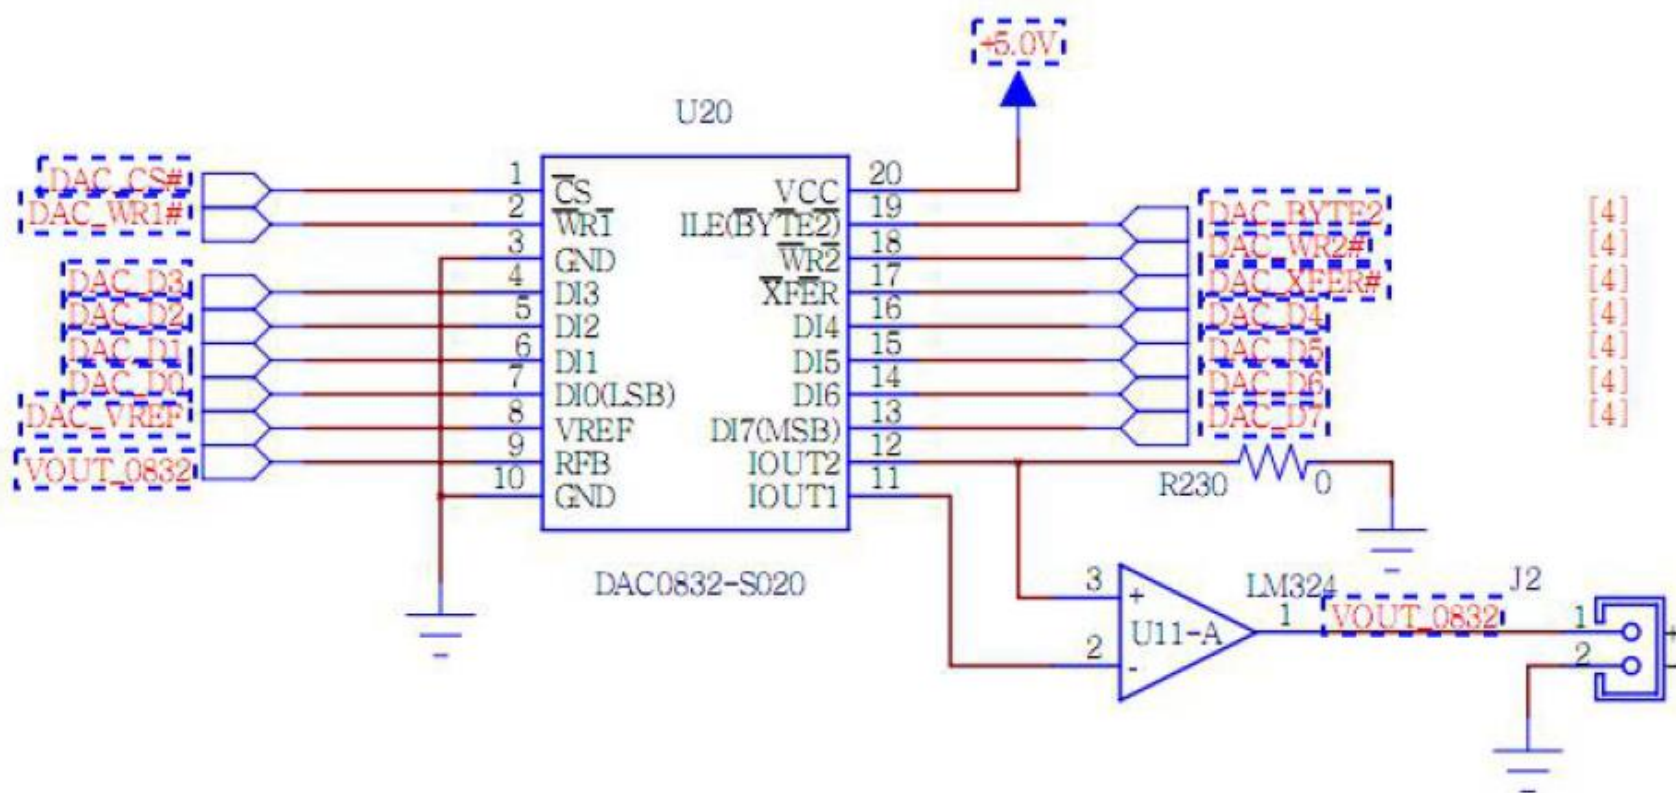 +5.0V
U20
DAC_CS#
DAC_WR1#
DAC_D3
DAC_D2
DAC_D1
DAC_D0
DAC_VREF
VOUT_0832
1
2
3
4
5
6
7
8
9
10
CS
WR1
GND
DI3
DI2
DI1
DI0(LSB)
VREF
RFB
GND
VCC
ILE(BYTE2)
WR2
XFER
DI4
DI5
DI6
DI7(MSB)
IOUT2
IOUT1
20
19
18
17
16
15
14
13
12
11
DAC_BYTE2 [4]
DAC_WR2# [4]
DAC_XFER# [4]
DAC_D4 [4]
DAC_D5 [4]
DAC_D6 [4]
DAC_D7 [4]
R230 0
DAC0832-S020
3 +
2 -
U11-A
LM324
1
VOUT_0832
J2
1 +
2 -